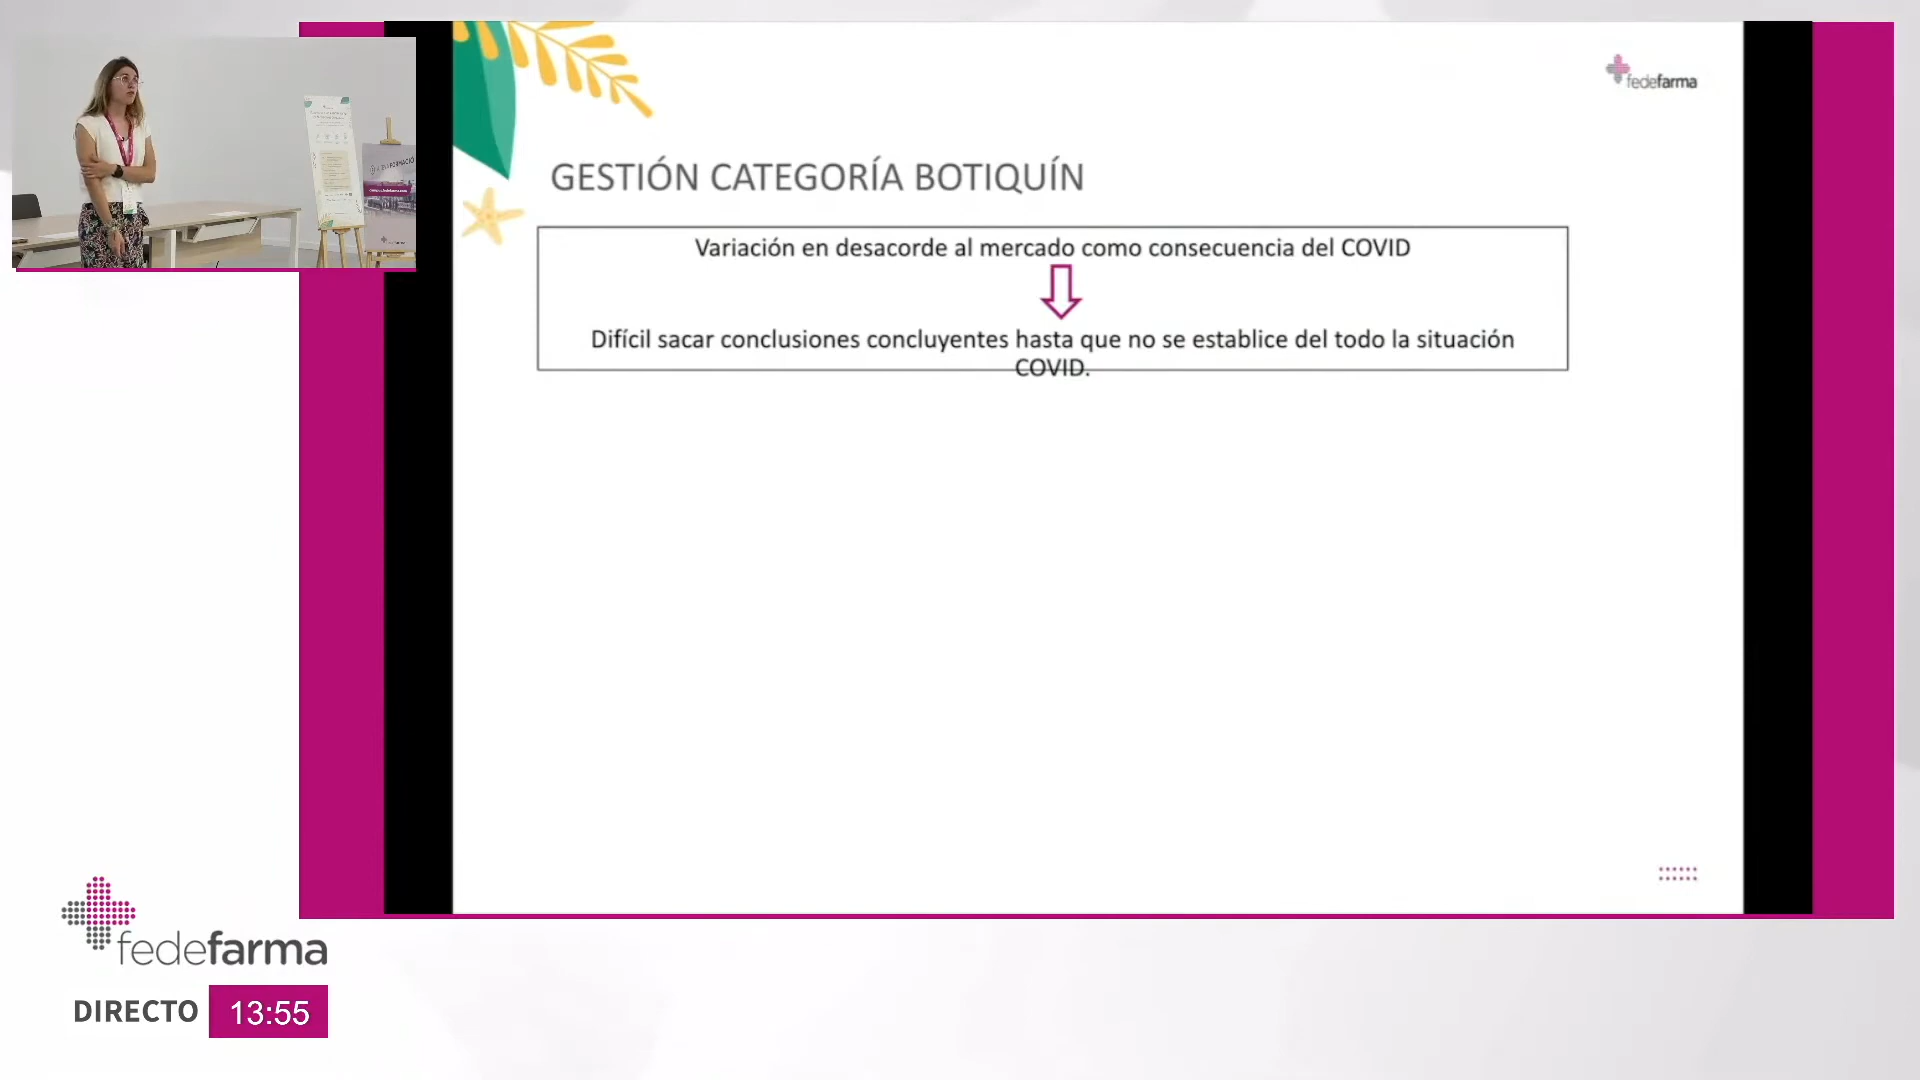 fedefarma
GESTIÓN CATEGORÍA BOTIQUÍN
Variación en desacorde al mercado como consecuencia del COVID
Difícil sacar conclusiones concluyentes hasta que no se establice del todo la situación
COVID.
fedefarma
DIRECTO 13:55